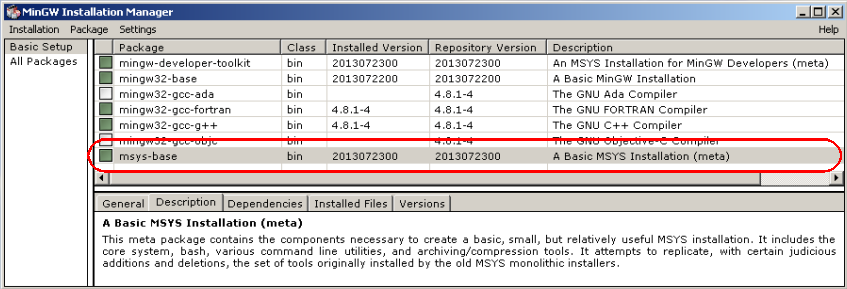 MinGW Installation Manager
Installation Package Settings Help
Basic Setup
All Packages
Package Class Installed Version Repository Version Description
mingw-developer-toolkit bin 2013072300 2013072300 An MSYS Installation for MinGW Developers (meta)
mingw32-base bin 2013072200 2013072200 A Basic MinGW Installation
mingw32-gcc-ada bin 4.8.1-4 The GNU Ada Compiler
mingw32-gcc-fortran bin 4.8.1-4 4.8.1-4 The GNU FORTRAN Compiler
mingw32-gcc-g++ bin 4.8.1-4 4.8.1-4 The GNU C++ Compiler
mingw32-gcc-objc bin 4.8.1-4 The GNU Objective-C Compiler
msys-base bin 2013072300 2013072300 A Basic MSYS Installation (meta)
General Description Dependencies Installed Files Versions
A Basic MSYS Installation (meta)
This meta package contains the components necessary to create a basic, small, but relatively useful MSYS installation. It includes the
core system, bash, various command line utilities, and archiving/compression tools. It attempts to replicate, with certain judicious
additions and deletions, the set of tools originally installed by the old MSYS monolithic installers.